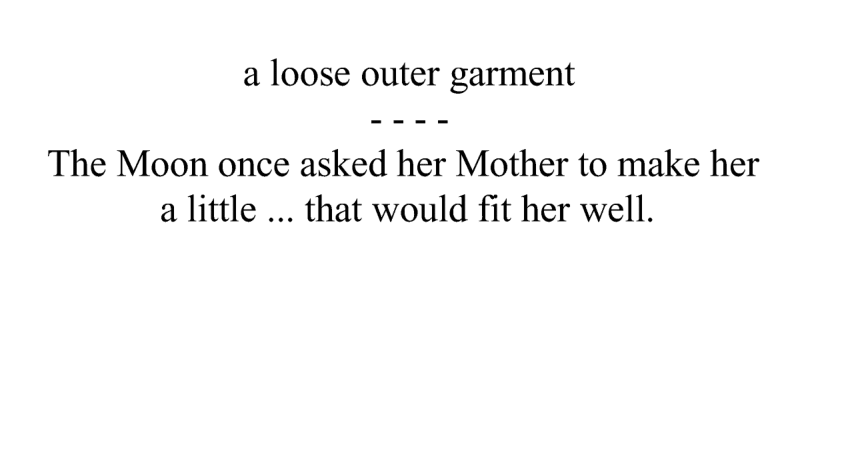 a loose outer garment
- - - -
The Moon once asked her Mother to make her
a little ... that would fit her well.